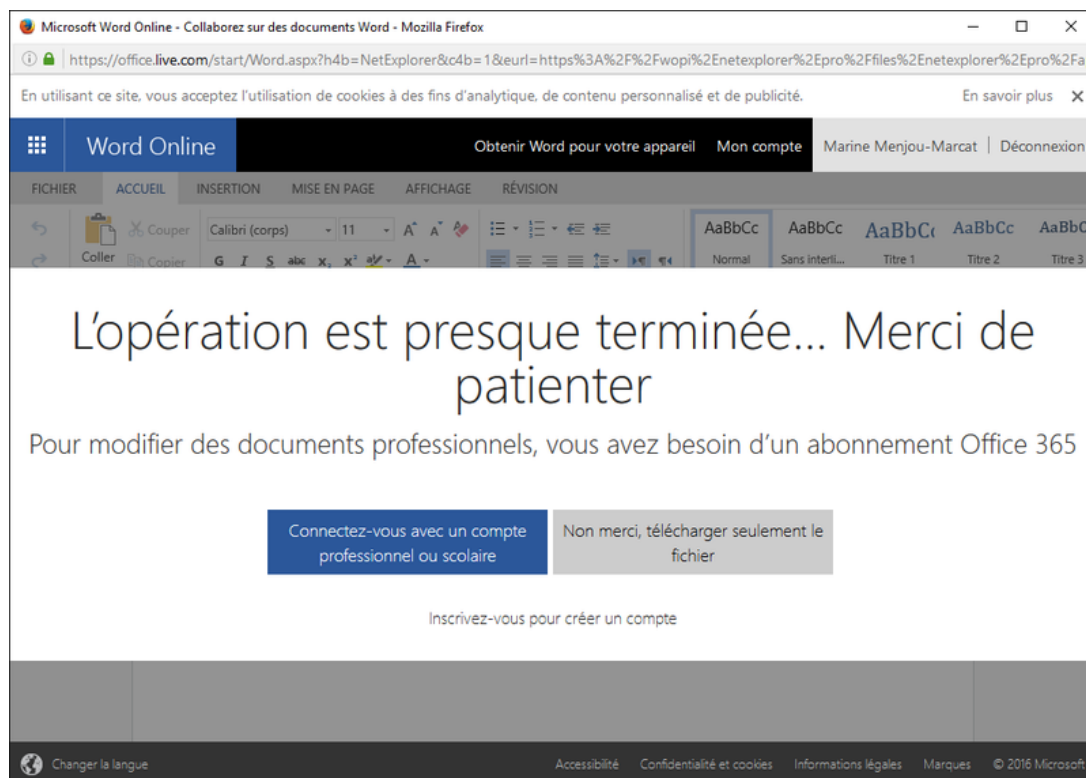 Microsoft Word Online - Collaborez sur des documents Word - Mozilla Firefox
https://office.live.com/start/Word.aspx?h4b=NetExplorer&c4b=1&eurl=https%3A%2F%2Fwopi%2Enetexplorer%2Epro%2Ffiles%2Enetexplorer%2Epro%2Fa
En utilisant ce site, vous acceptez l'utilisation de cookies à des fins d'analytique, de contenu personnalisé et de publicité. En savoir plus X
Word Online Obtenir Word pour votre appareil Mon compte Marine Menjou-Marcat | Déconnexion
FICHIER ACCUEIL INSERTION MISE EN PAGE AFFICHAGE RÉVISION
Couper Calibri (corps) 11 A A AaBbCc AaBbCc AaBbCc AaBbCc AaBbC
Coller Copier G I S abc x₂ x² ab A Normal Sans interli... Titre 1 Titre 2 Titre 3
L'opération est presque terminée... Merci de
patienter
Pour modifier des documents professionnels, vous avez besoin d'un abonnement Office 365
Connectez-vous avec un compte
professionnel ou scolaire
Non merci, télécharger seulement le
fichier
Inscrivez-vous pour créer un compte
Changer la langue Accessibilité Confidentialité et cookies Informations légales Marques © 2016 Microsoft